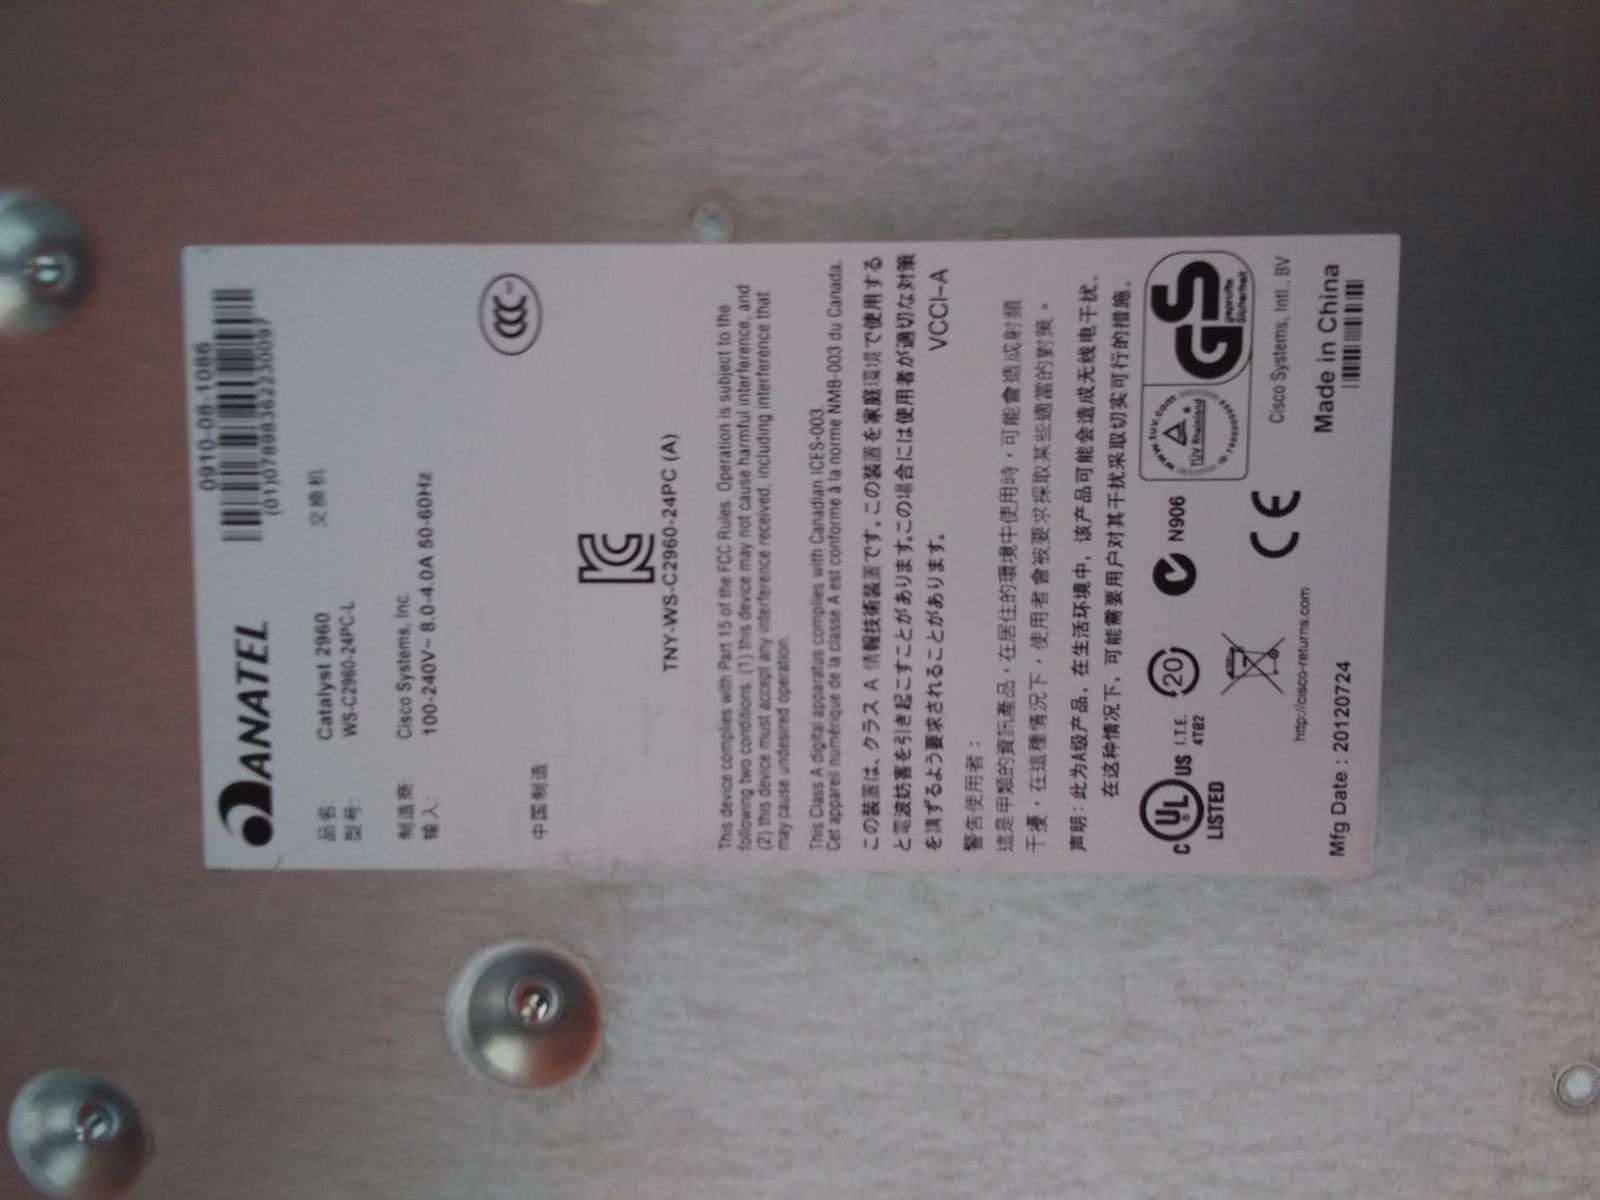 ANATEL
0910-08-1086
(01)07898362230097
品名: Catalyst 2960 交换机
型号: WS-C2960-24PC-L
制造商: Cisco Systems, Inc.
输入: 100-240V~ 8.0-4.0A 50-60Hz
中国制造
TNY-WS-C2960-24PC (A)
This device complies with Part 15 of the FCC Rules. Operation is subject to the
following two conditions: (1) this device may not cause harmful interference, and
(2) this device must accept any interference received, including interference that
may cause undesired operation.
This Class A digital apparatus complies with Canadian ICES-003.
Cet appareil numérique de la classe A est conforme à la norme NMB-003 du Canada.
この装置は、クラス A 情報技術装置です。この装置を家庭環境で使用する
と電波妨害を引き起こすことがあります。この場合には使用者が適切な対策
を講ずるよう要求されることがあります。 VCCI-A
警告使用者：
這是甲類的資訊產品，在居住的環境中使用時，可能會造成射頻
干擾，在這種情況下，使用者會被要求採取某些適當的對策。
声明: 此为A级产品, 在生活环境中, 该产品可能会造成无线电干扰.
在这种情况下, 可能需要用户对其干扰采取切实可行的措施.
C UL US I.T.E. 4T82
LISTED
20
N906
www.tuv.com
TÜV Rheinland
GS
geprüfte
Sicherheit
CE
http://cisco-returns.com
Cisco Systems, Intl., BV
Mfg Date : 20120724
Made in China